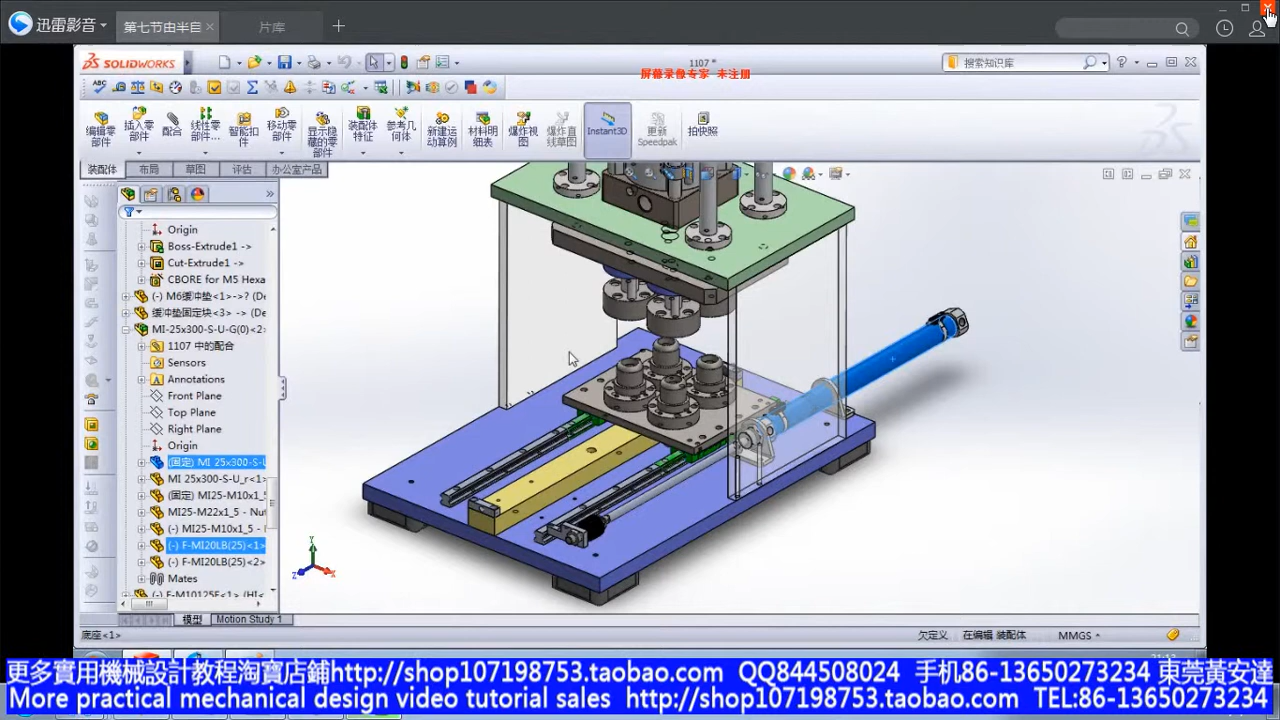 迅雷影音
第七节由半自
片库
SOLIDWORKS
1107 *
搜索知识库
屏幕录像专家 未注册
编辑零部件
插入零部件
配合
线性零部件...
智能扣件
移动零部件
显示隐藏的零部件
装配体特征
参考几何体
新建运动算例
材料明细表
爆炸视图
爆炸直线草图
Instant3D
更新Speedpak
拍快照
装配体 布局 草图 评估 办公室产品
Origin
Boss-Extrude1 ->
Cut-Extrude1 ->
CBORE for M5 Hexa
(-) M6缓冲垫<1>->? (De
缓冲垫固定块<3> -> (De
MI-25x300-S-U-G(0)<2>
1107 中的配合
Sensors
Annotations
Front Plane
Top Plane
Right Plane
Origin
(固定) MI 25x300-S-U
MI 25x300-S-U_r<1>
(固定) MI25-M10x1_5
MI25-M22x1_5 - Nut
(-) MI25-M10x1_5 -
(-) F-MI20LB(25)<1>
(-) F-MI20LB(25)<2>
Mates
模型 Motion Study 1
底座<1>
欠定义 在编辑 装配体 MMGS
更多實用機械設計教程淘寶店鋪http://shop107198753.taobao.com QQ844508024 手机86-13650273234 東莞黃安達
More practical mechanical design video tutorial sales http://shop107198753.taobao.com TEL:86-13650273234